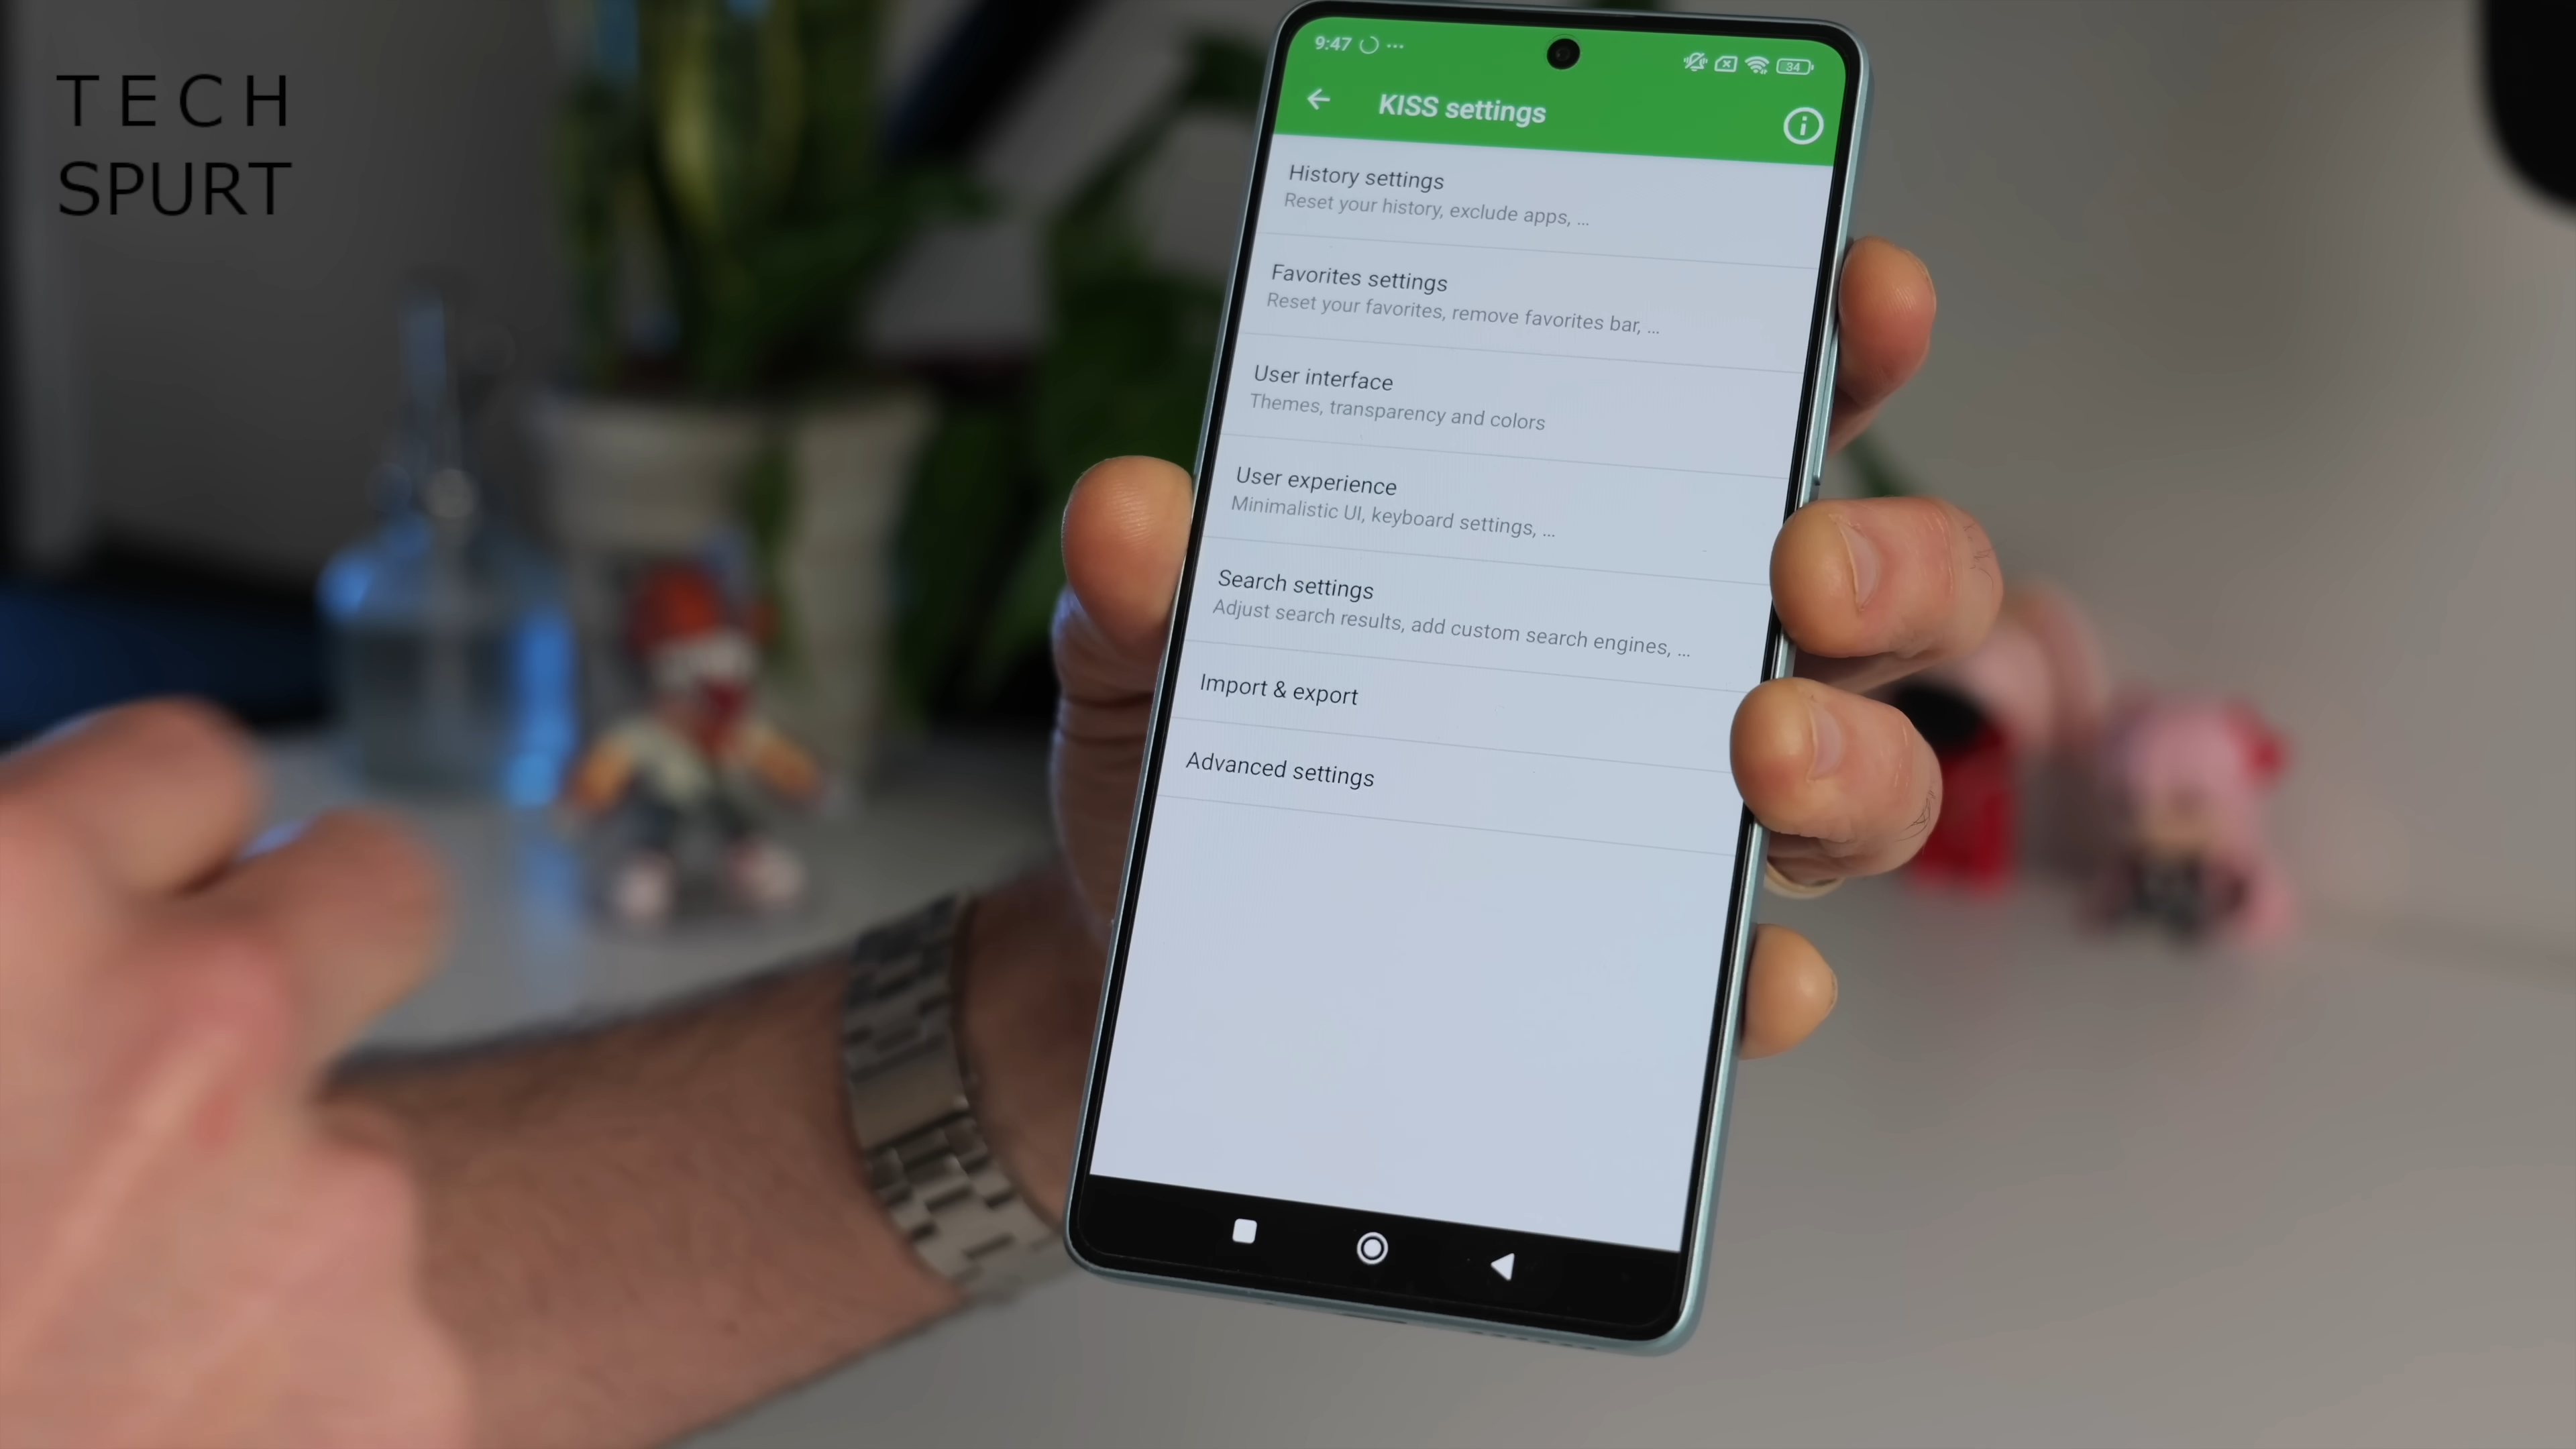 TECH
SPURT
9:47
34
KISS settings
History settings
Reset your history, exclude apps, ...
Favorites settings
Reset your favorites, remove favorites bar, ...
User interface
Themes, transparency and colors
User experience
Minimalistic UI, keyboard settings, ...
Search settings
Adjust search results, add custom search engines, ...
Import & export
Advanced settings